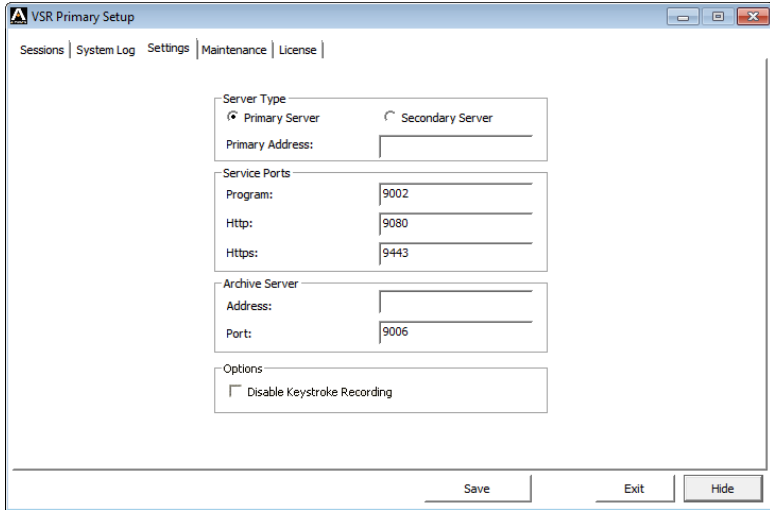 VSR Primary Setup
Sessions System Log Settings Maintenance License
Server Type
Primary Server Secondary Server
Primary Address:
Service Ports
Program: 9002
Http: 9080
Https: 9443
Archive Server
Address:
Port: 9006
Options
Disable Keystroke Recording
Save Exit Hide